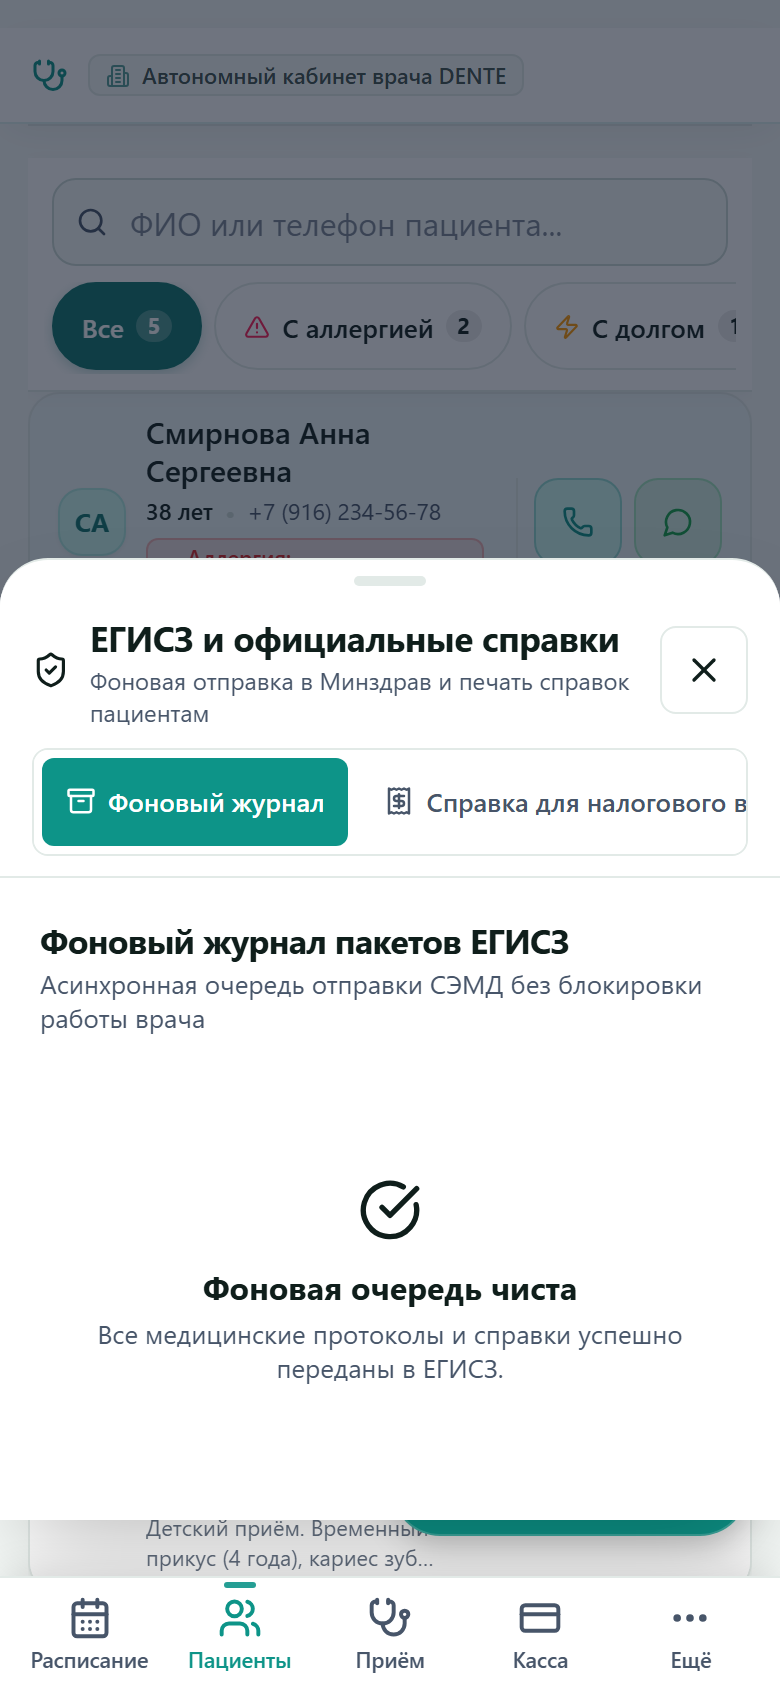 Автономный кабинет врача DENTE
ФИО или телефон пациента...
Все 5
С аллергией 2
С долгом 1
Смирнова Анна
Сергеевна
СА
38 лет • +7 (916) 234-56-78
Аллергия:
ЕГИСЗ и официальные справки
Фоновая отправка в Минздрав и печать справок
пациентам
Фоновый журнал
Справка для налогового в
Фоновый журнал пакетов ЕГИСЗ
Асинхронная очередь отправки СЭМД без блокировки
работы врача
Фоновая очередь чиста
Все медицинские протоколы и справки успешно
переданы в ЕГИСЗ.
Детский приём. Временный
прикус (4 года), кариес зуб...
Расписание
Пациенты
Приём
Касса
Ещё